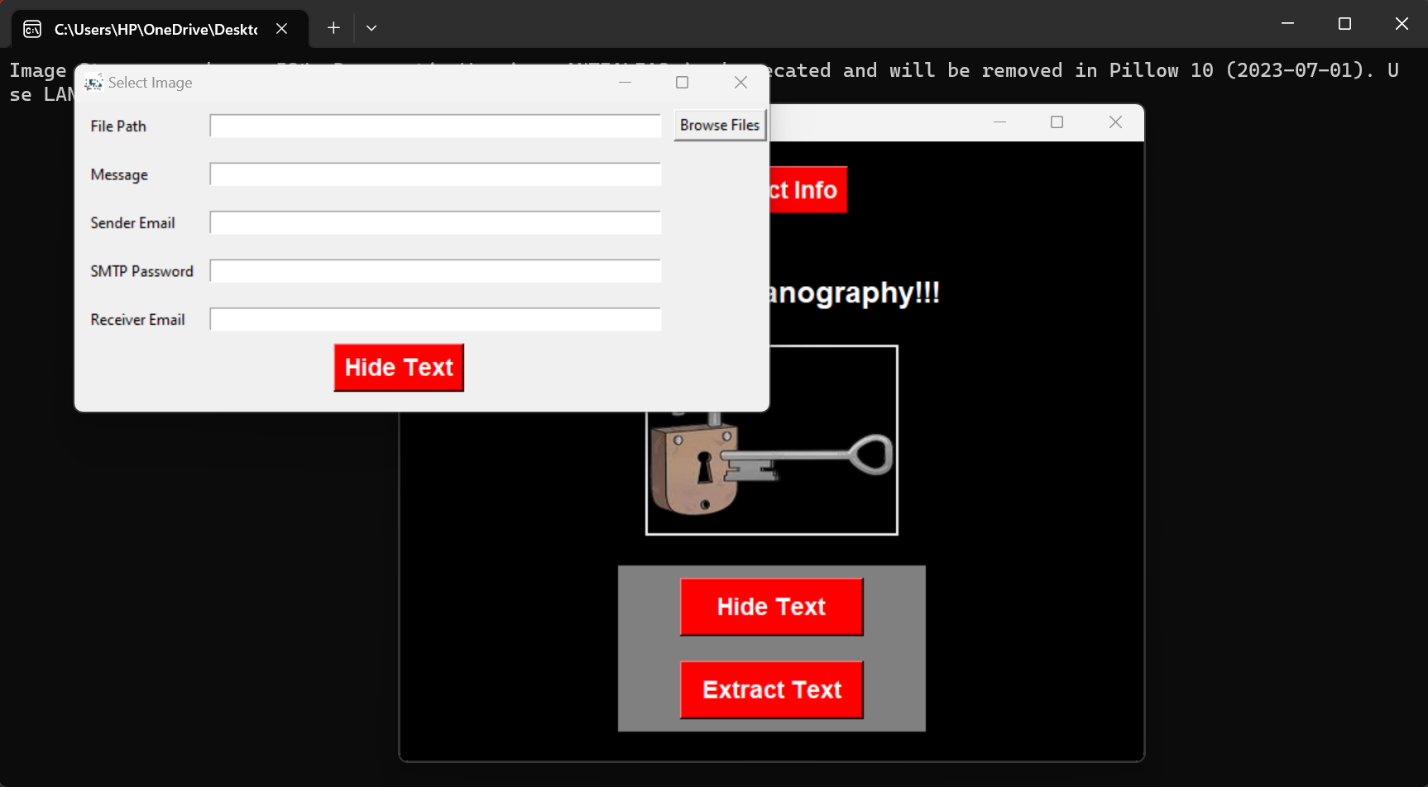 C:\Users\HP\OneDrive\Deskto
Image
ecated and will be removed in Pillow 10 (2023-07-01). U
se LAN
Select Image
File Path
Browse Files
Message
Sender Email
SMTP Password
Receiver Email
Hide Text
ct Info
anography!!!
Hide Text
Extract Text